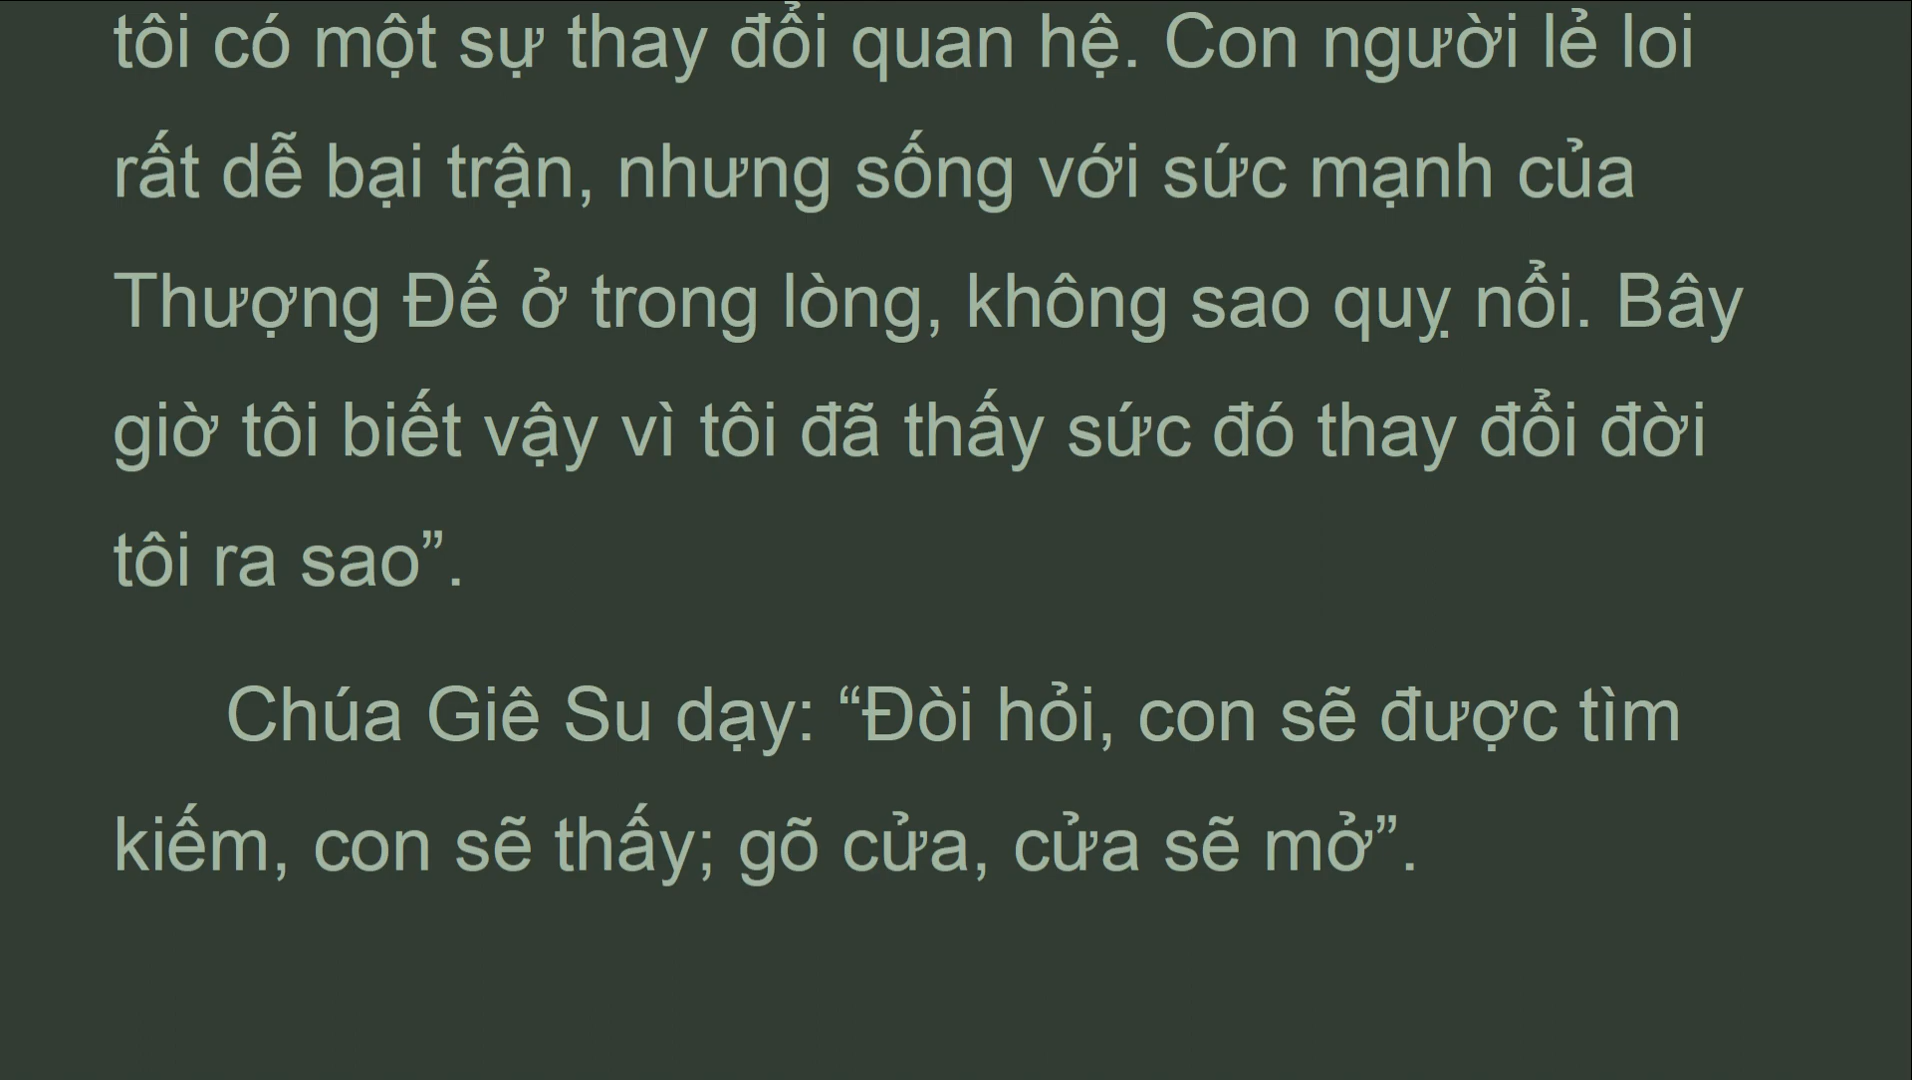 tôi có một sự thay đổi quan hệ. Con người lẻ loi
rất dễ bại trận, nhưng sống với sức mạnh của
Thượng Đế ở trong lòng, không sao quỵ nổi. Bây
giờ tôi biết vậy vì tôi đã thấy sức đó thay đổi đời
tôi ra sao”.
Chúa Giê Su dạy: “Đòi hỏi, con sẽ được tìm
kiếm, con sẽ thấy; gõ cửa, cửa sẽ mở”.